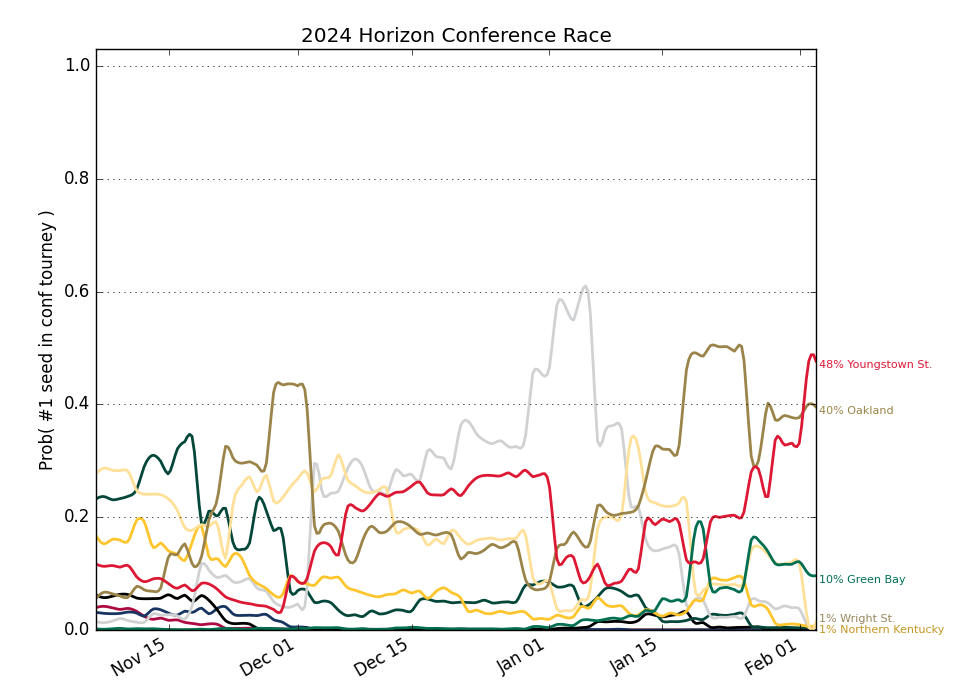 2024 Horizon Conference Race
Prob( #1 seed in conf tourney )
1.0
0.8
0.6
0.4
0.2
0.0
Nov 15
Dec 01
Dec 15
Jan 01
Jan 15
Feb 01
48% Youngstown St.
40% Oakland
10% Green Bay
1% Wright St.
1% Northern Kentucky